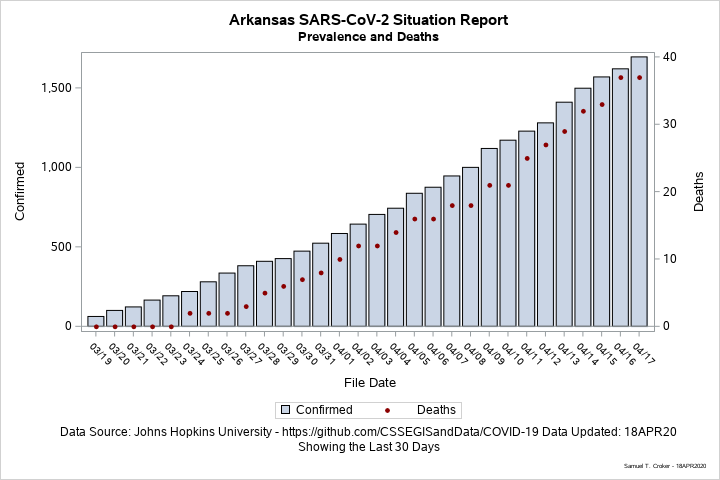 Arkansas SARS-CoV-2 Situation Report
Prevalence and Deaths
Confirmed
1,500
1,000
500
0
40
30
20
10
0
Deaths
03/19 03/20 03/21 03/22 03/23 03/24 03/25 03/26 03/27 03/28 03/29 03/30 03/31 04/01 04/02 04/03 04/04 04/05 04/06 04/07 04/08 04/09 04/10 04/11 04/12 04/13 04/14 04/15 04/16 04/17
File Date
Confirmed Deaths
Data Source: Johns Hopkins University - https://github.com/CSSEGISandData/COVID-19 Data Updated: 18APR20
Showing the Last 30 Days
Samuel T. Croker - 18APR2020